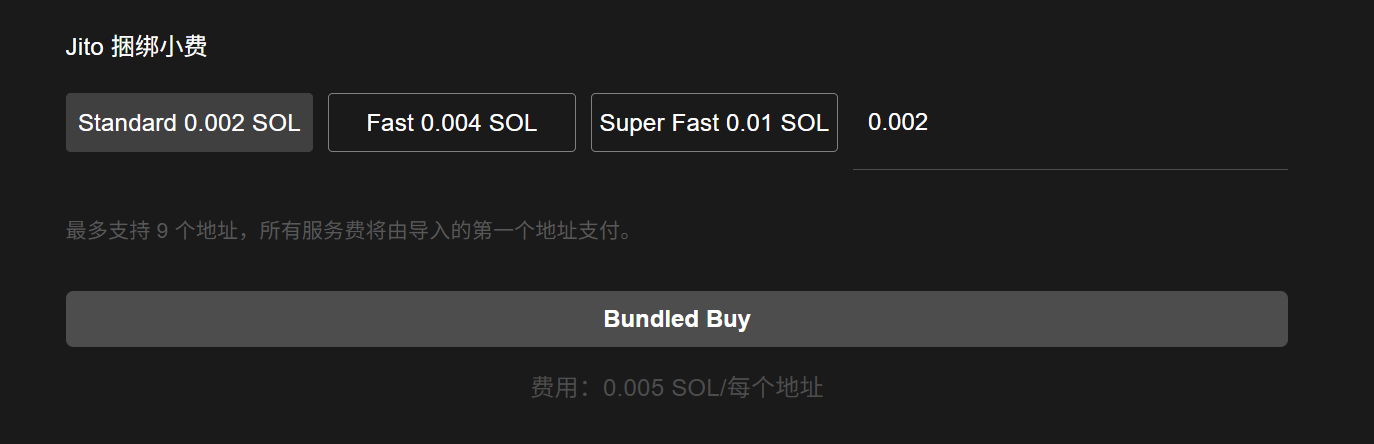 Jito 捆绑小费
Standard 0.002 SOL
Fast 0.004 SOL
Super Fast 0.01 SOL
0.002
最多支持 9 个地址，所有服务费将由导入的第一个地址支付。
Bundled Buy
费用：0.005 SOL/每个地址